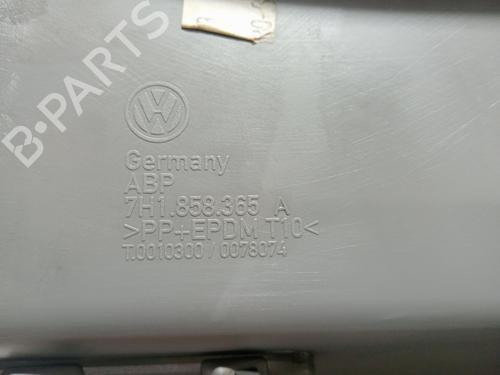 B-PARTS
Germany
ABP
7H1.858.365 A
>PP+EPDM T10<
T.0010300 / 0078074